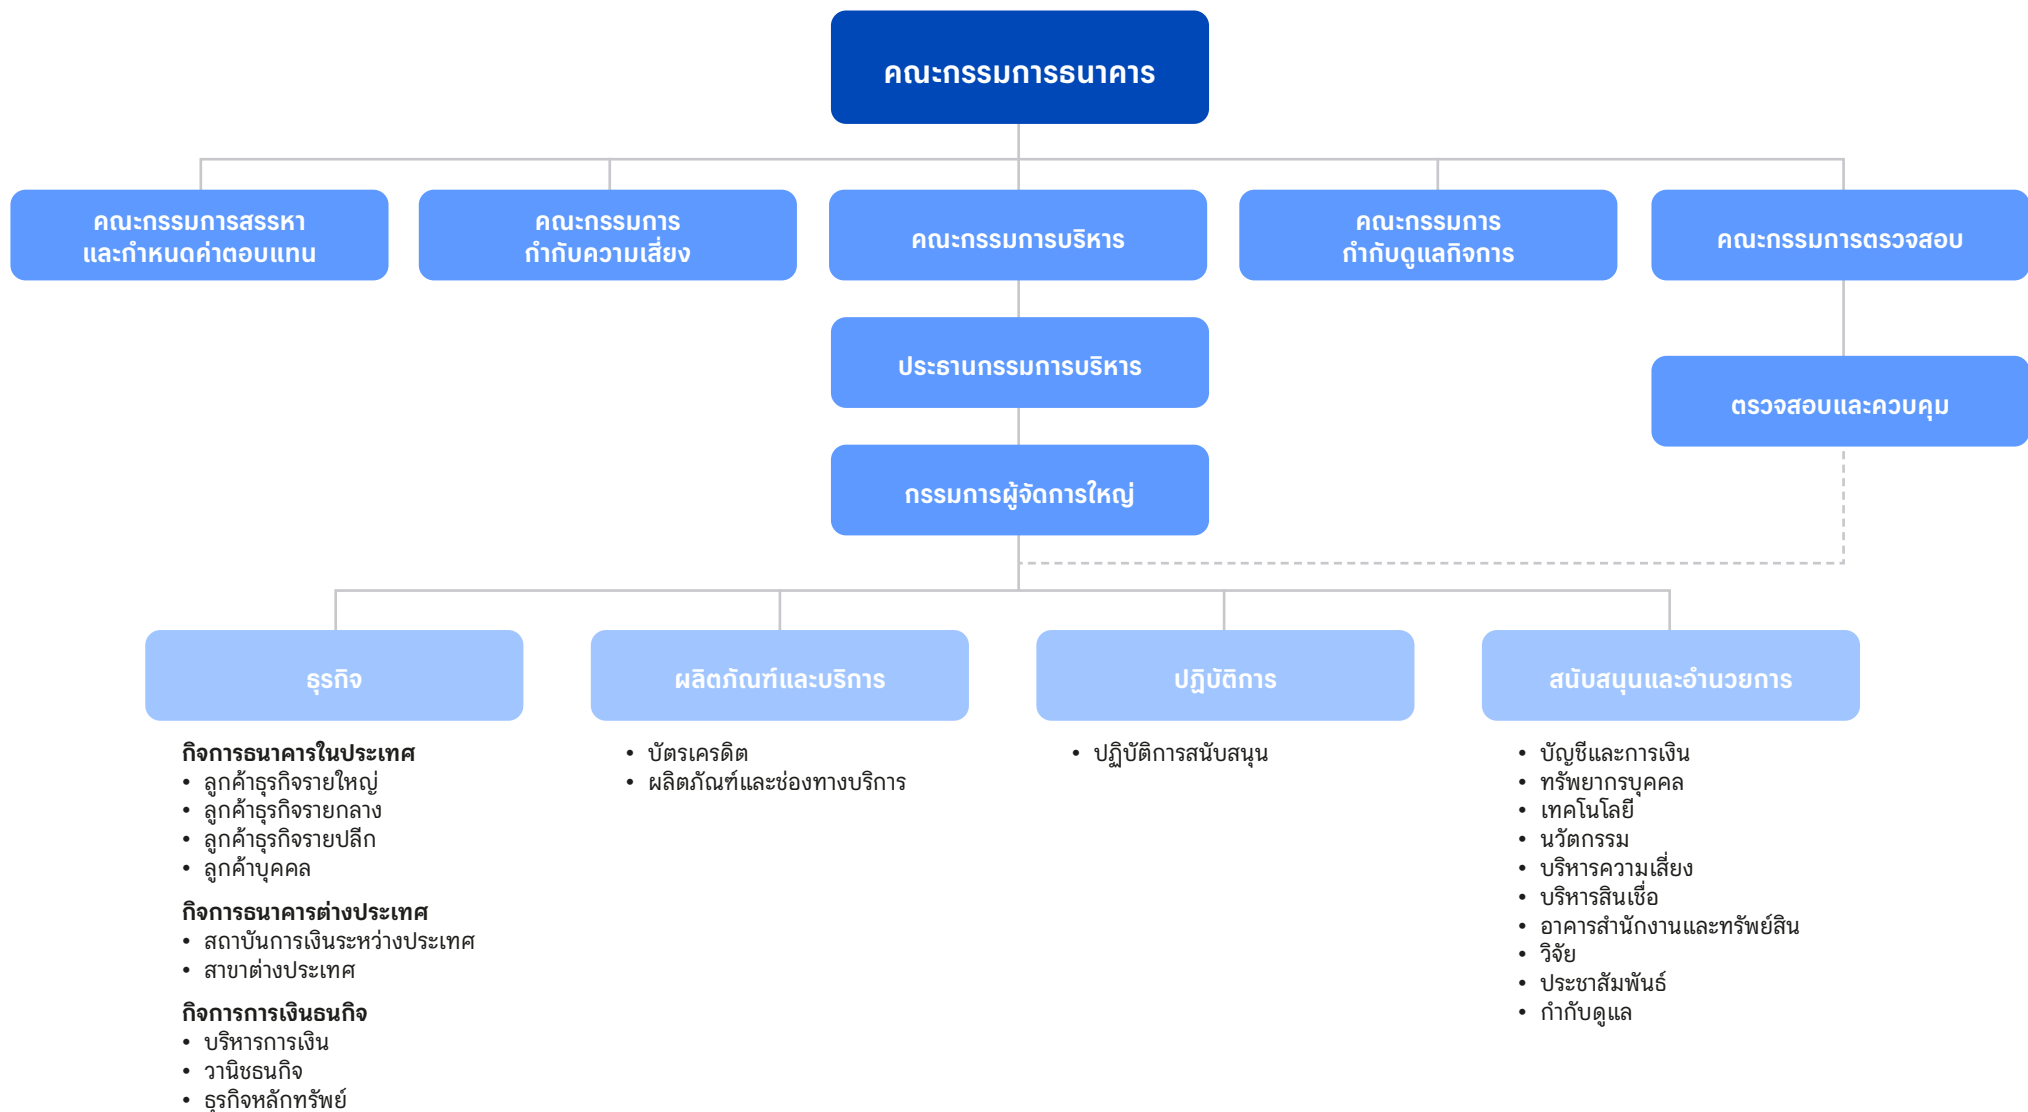 คณะกรรมการธนาคาร
คณะกรรมการสรรหา
และกำหนดค่าตอบแทน
คณะกรรมการ
กำกับความเสี่ยง
คณะกรรมการบริหาร
คณะกรรมการ
กำกับดูแลกิจการ
คณะกรรมการตรวจสอบ
ประธานกรรมการบริหาร
ตรวจสอบและควบคุม
กรรมการผู้จัดการใหญ่
ธุรกิจ
กิจการธนาคารในประเทศ
• ลูกค้าธุรกิจรายใหญ่
• ลูกค้าธุรกิจรายกลาง
• ลูกค้าธุรกิจรายปลีก
• ลูกค้าบุคคล
กิจการธนาคารต่างประเทศ
• สถาบันการเงินระหว่างประเทศ
• สาขาต่างประเทศ
กิจการการเงินธนกิจ
• บริหารการเงิน
• วานิชธนกิจ
• ธุรกิจหลักทรัพย์
ผลิตภัณฑ์และบริการ
• บัตรเครดิต
• ผลิตภัณฑ์และช่องทางบริการ
ปฏิบัติการ
• ปฏิบัติการสนับสนุน
สนับสนุนและอำนวยการ
• บัญชีและการเงิน
• ทรัพยากรบุคคล
• เทคโนโลยี
• นวัตกรรม
• บริหารความเสี่ยง
• บริหารสินเชื่อ
• อาคารสำนักงานและทรัพย์สิน
• วิจัย
• ประชาสัมพันธ์
• กำกับดูแล